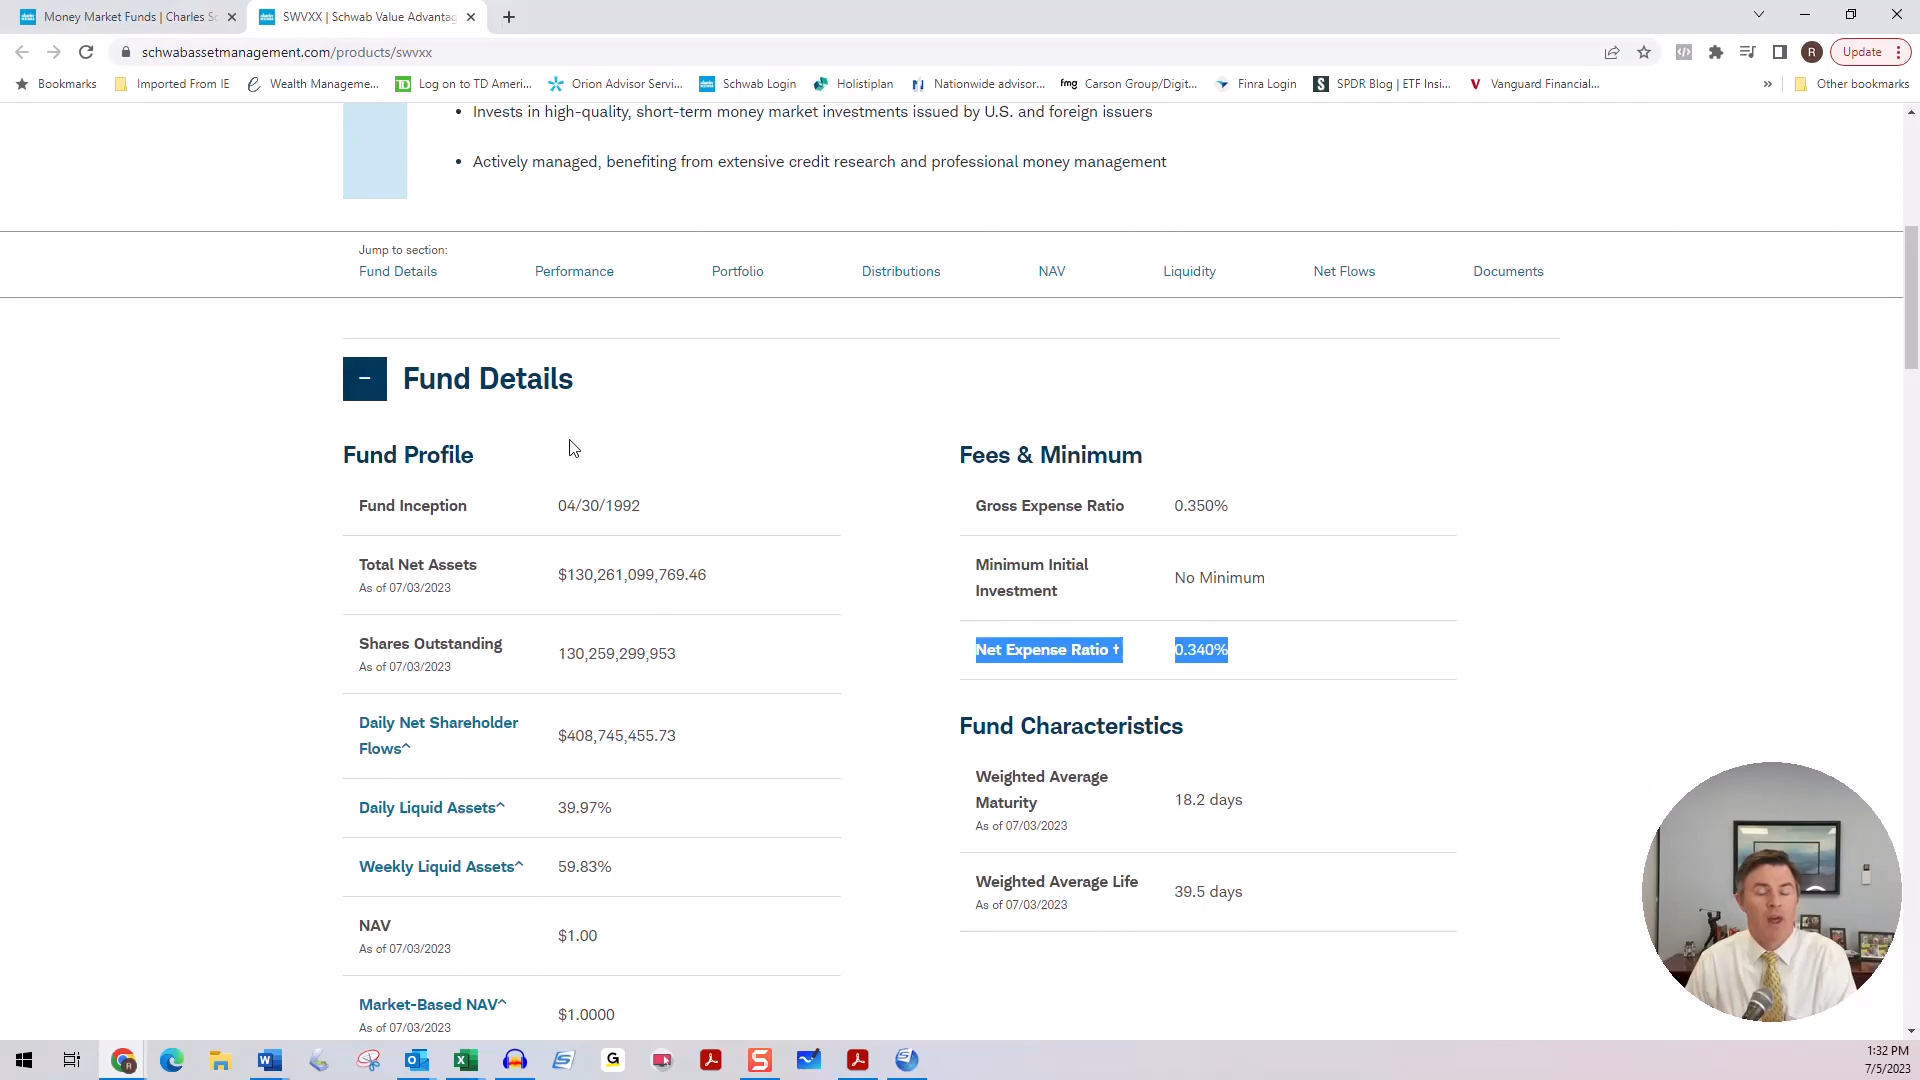 Money Market Funds | Charles Sc
SWVXX | Schwab Value Advantag
schwabassetmanagement.com/products/swvxx
R
Update
Bookmarks
Imported From IE
Wealth Manageme...
Log on to TD Ameri...
Orion Advisor Servi...
Schwab Login
Holistiplan
Nationwide advisor...
fmg Carson Group/Digit...
Finra Login
S SPDR Blog | ETF Insi...
V Vanguard Financial...
»
Other bookmarks
• Invests in high-quality, short-term money market investments issued by U.S. and foreign issuers
• Actively managed, benefiting from extensive credit research and professional money management
Jump to section:
Fund Details
Performance
Portfolio
Distributions
NAV
Liquidity
Net Flows
Documents
Fund Details
Fund Profile
Fund Inception 04/30/1992
Total Net Assets
As of 07/03/2023
$130,261,099,769.46
Shares Outstanding
As of 07/03/2023
130,259,299,953
Daily Net Shareholder
Flows^
$408,745,455.73
Daily Liquid Assets^ 39.97%
Weekly Liquid Assets^ 59.83%
NAV
As of 07/03/2023
$1.00
Market-Based NAV^
As of 07/03/2023
$1.0000
Fees & Minimum
Gross Expense Ratio 0.350%
Minimum Initial
Investment
No Minimum
Net Expense Ratio † 0.340%
Fund Characteristics
Weighted Average
Maturity
As of 07/03/2023
18.2 days
Weighted Average Life
As of 07/03/2023
39.5 days
1:32 PM
7/5/2023